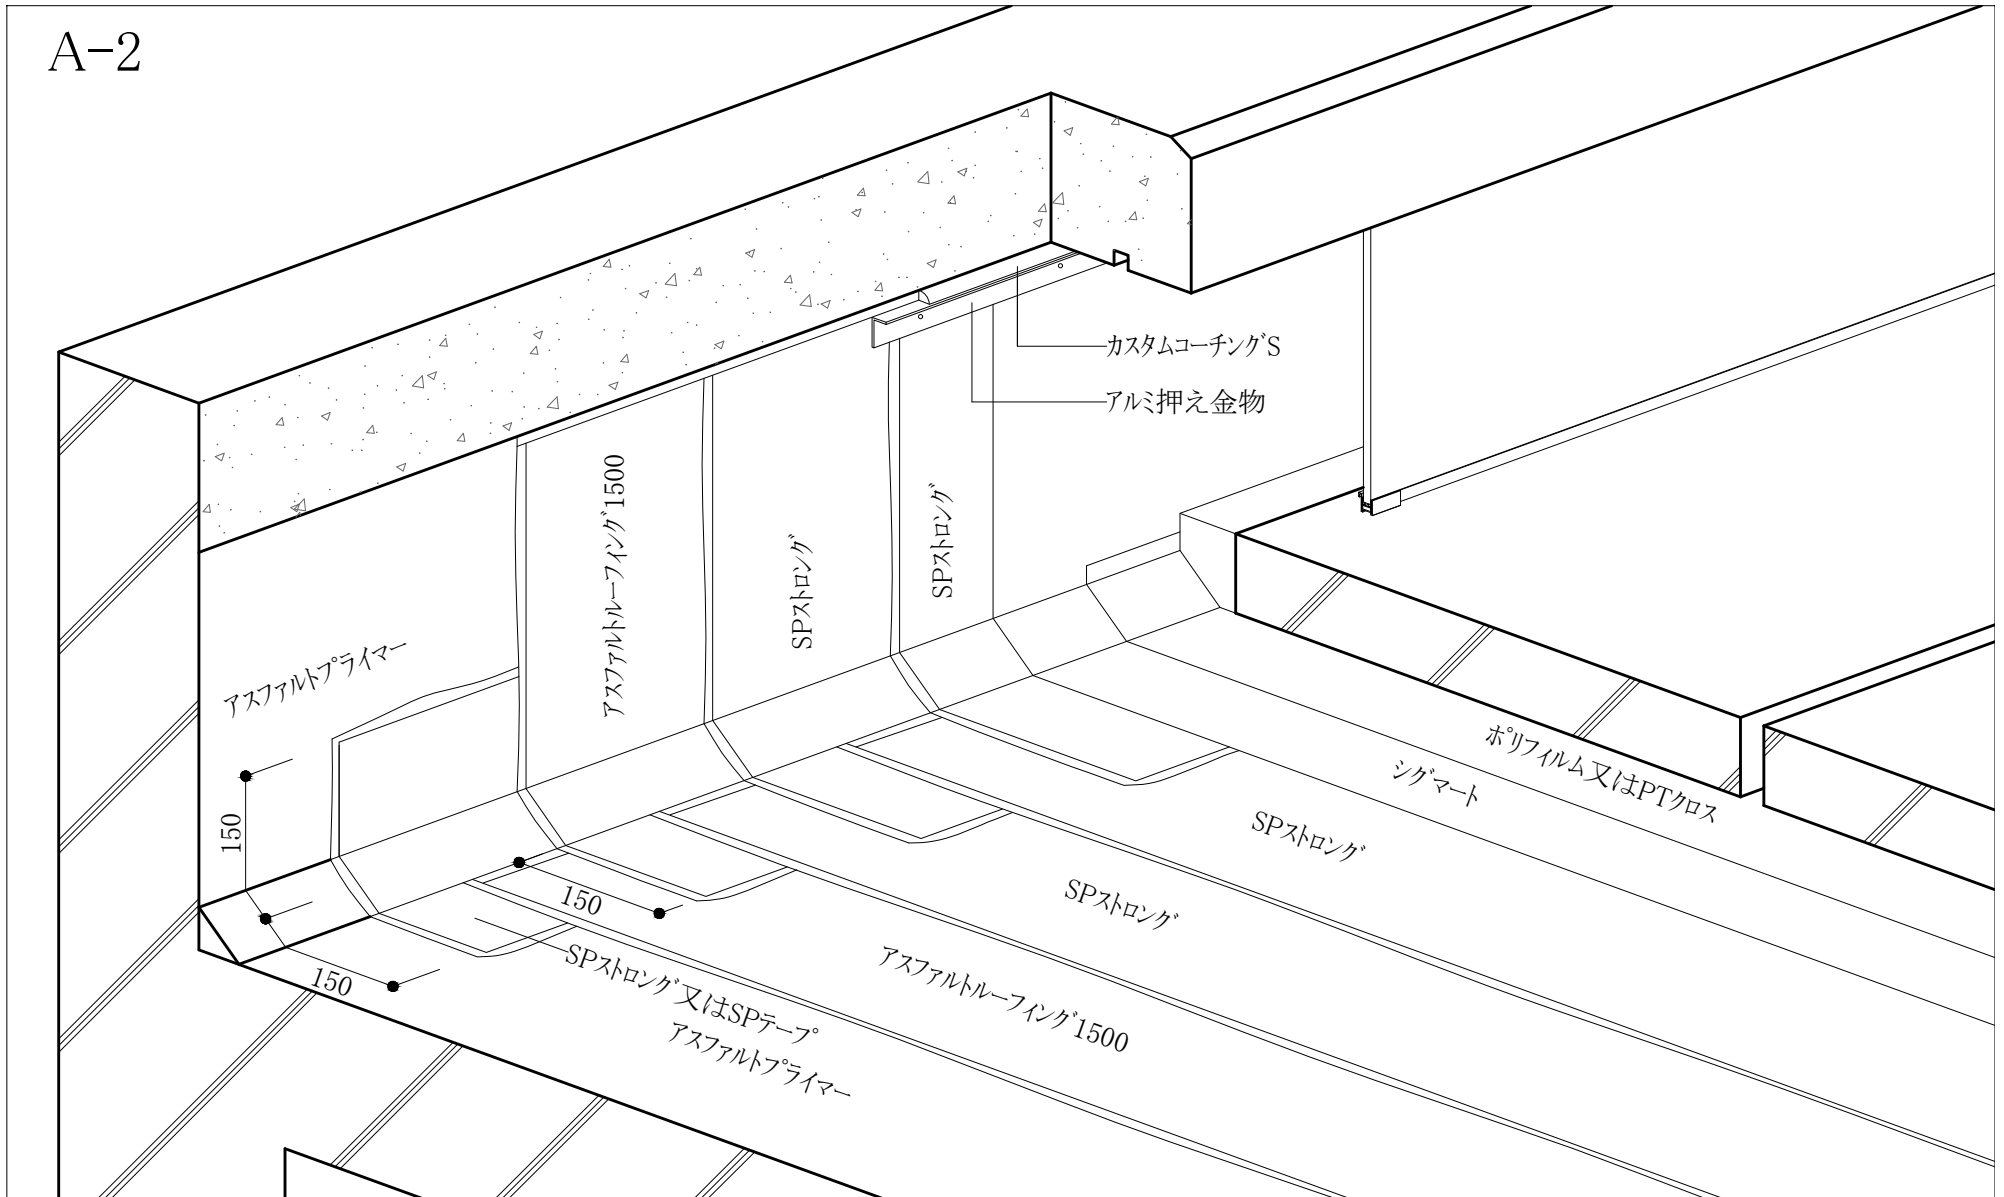 A-2
カスタムコーチングS
アルミ押え金物
アスファルトルーフィング1500
SPストロング
SPストロング
アスファルトプライマー
150
150
150
SPストロング又はSPテープ
アスファルトプライマー
アスファルトルーフィング1500
SPストロング
SPストロング
シグマート
ポリフィルム又はPTクロス